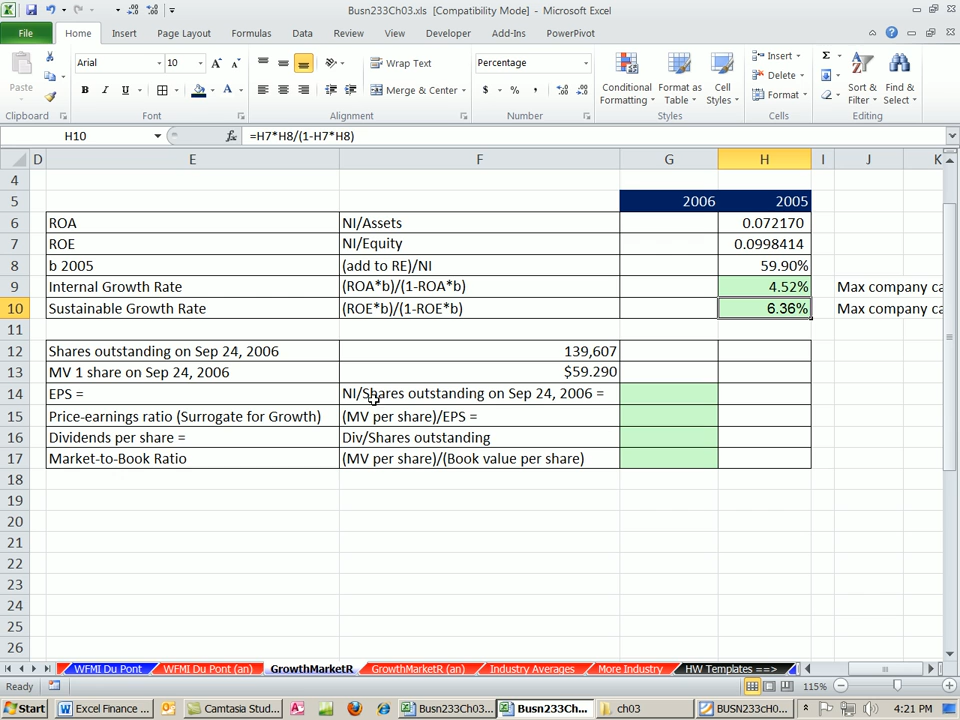 Busn233Ch03.xls [Compatibility Mode] - Microsoft Excel
File Home Insert Page Layout Formulas Data Review View Developer Add-Ins PowerPivot
Paste
Arial 10
B I U
Wrap Text
Merge & Center
Percentage
$ % ,
Conditional Formatting
Format as Table
Cell Styles
Insert
Delete
Format
Sort & Filter
Find & Select
Clipboard Font Alignment Number Styles Cells Editing
H10 fx =H7*H8/(1-H7*H8)
D E F G H I J K
4
5 2006 2005
6 ROA NI/Assets 0.072170
7 ROE NI/Equity 0.0998414
8 b 2005 (add to RE)/NI 59.90%
9 Internal Growth Rate (ROA*b)/(1-ROA*b) 4.52% Max company ca
10 Sustainable Growth Rate (ROE*b)/(1-ROE*b) 6.36% Max company ca
11
12 Shares outstanding on Sep 24, 2006 139,607
13 MV 1 share on Sep 24, 2006 $59.290
14 EPS = NI/Shares outstanding on Sep 24, 2006 =
15 Price-earnings ratio (Surrogate for Growth) (MV per share)/EPS =
16 Dividends per share = Div/Shares outstanding
17 Market-to-Book Ratio (MV per share)/(Book value per share)
18
19
20
21
22
23
24
25
26
WFMI Du Pont WFMI Du Pont (an) GrowthMarketR GrowthMarketR (an) Industry Averages More Industry HW Templates ==>
Ready 115%
Start Excel Finance ... Camtasia Stud... Busn233Ch03... Busn233Ch... ch03 BUSN233cH0... 4:21 PM